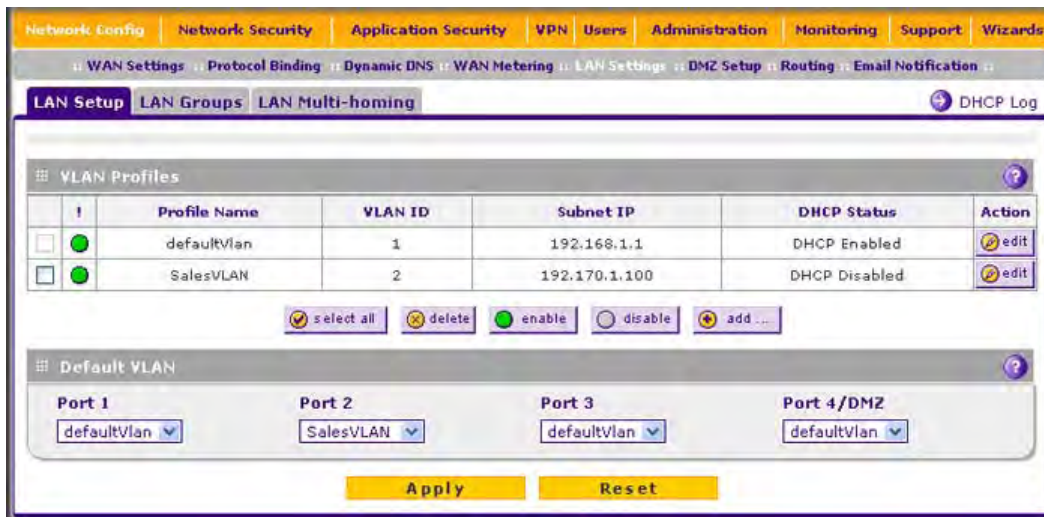 Network Config Network Security Application Security VPN Users Administration Monitoring Support Wizards
:: WAN Settings :: Protocol Binding :: Dynamic DNS :: WAN Metering :: LAN Settings :: DMZ Setup :: Routing :: Email Notification ::
LAN Setup LAN Groups LAN Multi-homing DHCP Log
VLAN Profiles ?
! Profile Name VLAN ID Subnet IP DHCP Status Action
defaultVlan 1 192.168.1.1 DHCP Enabled edit
SalesVLAN 2 192.170.1.100 DHCP Disabled edit
select all delete enable disable add ...
Default VLAN ?
Port 1 Port 2 Port 3 Port 4/DMZ
defaultVlan SalesVLAN defaultVlan defaultVlan
Apply Reset